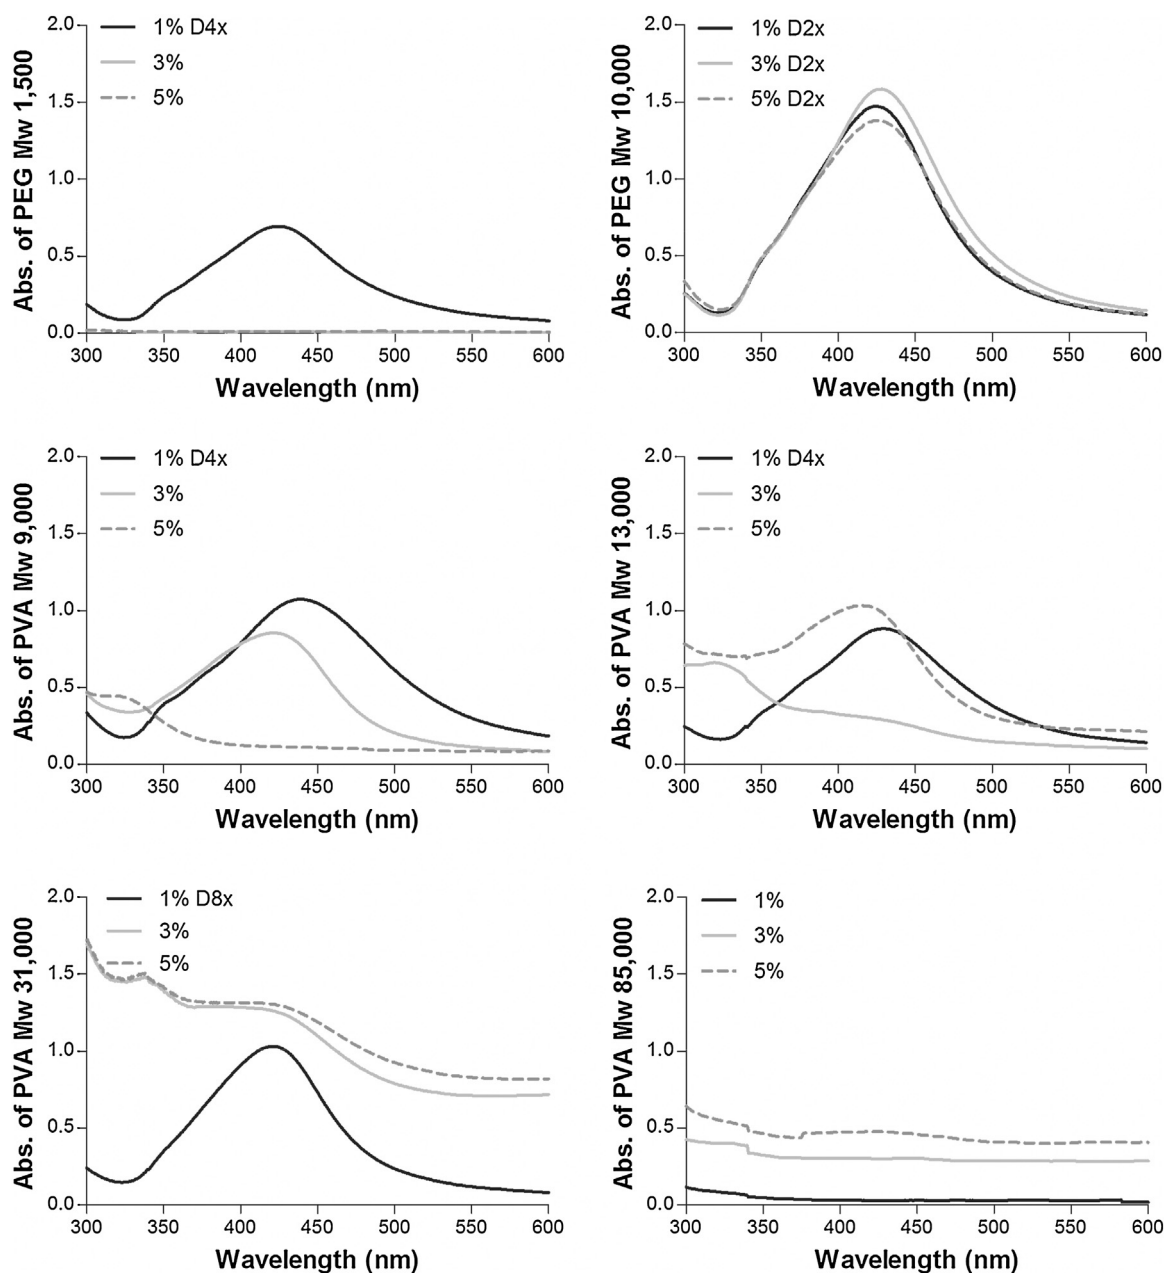 Abs. of PEG Mw 1,500
2.0
1.5
1.0
0.5
0.0
1% D4x
3%
5%
300 350 400 450 500 550 600
Wavelength (nm)
Abs. of PEG Mw 10,000
2.0
1.5
1.0
0.5
0.0
1% D2x
3% D2x
5% D2x
300 350 400 450 500 550 600
Wavelength (nm)
Abs. of PVA Mw 9,000
2.0
1.5
1.0
0.5
0.0
1% D4x
3%
5%
300 350 400 450 500 550 600
Wavelength (nm)
Abs. of PVA Mw 13,000
2.0
1.5
1.0
0.5
0.0
1% D4x
3%
5%
300 350 400 450 500 550 600
Wavelength (nm)
Abs. of PVA Mw 31,000
2.0
1.5
1.0
0.5
0.0
1% D8x
3%
5%
300 350 400 450 500 550 600
Wavelength (nm)
Abs. of PVA Mw 85,000
2.0
1.5
1.0
0.5
0.0
1%
3%
5%
300 350 400 450 500 550 600
Wavelength (nm)